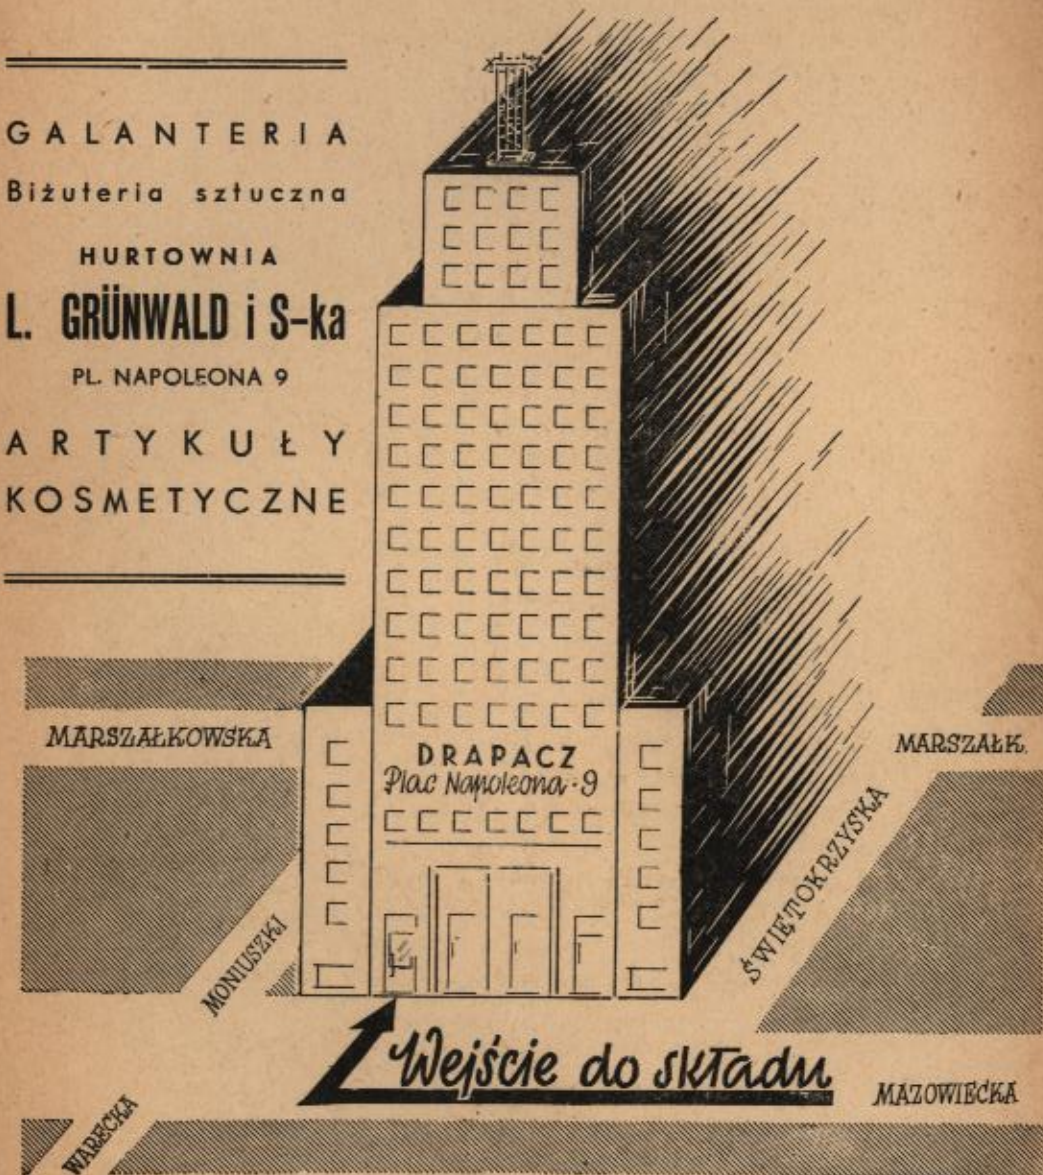 GALANTERIA
Biżuteria sztuczna
HURTOWNIA
L. GRÜNWALD i S-ka
PL. NAPOLEONA 9
ARTYKUŁY
KOSMETYCZNE
MARSZAŁKOWSKA
DRAPACZ
Plac Napoleona·9
MARSZAŁK.
ŚWIĘTOKRZYSKA
MONIUSZKI
Wejście do składu
MAZOWIECKA
WARECKA